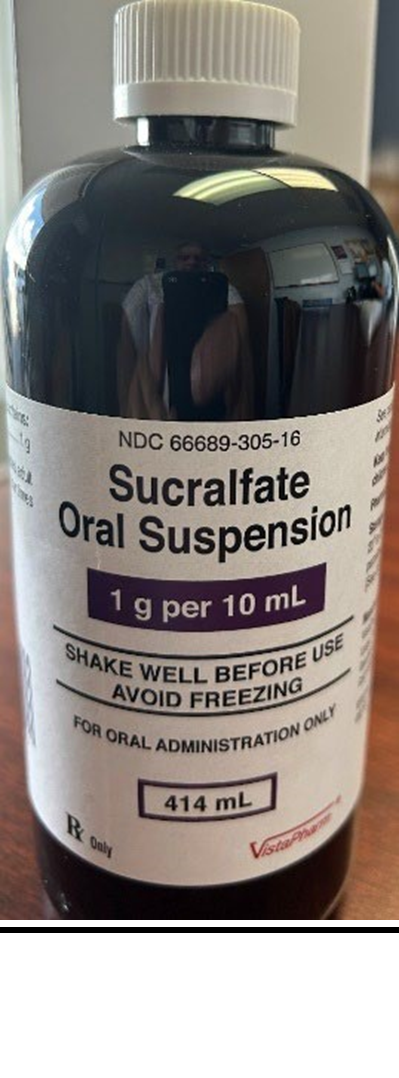 NDC 66689-305-16
Sucralfate
Oral Suspension
1 g per 10 mL
SHAKE WELL BEFORE USE
AVOID FREEZING
FOR ORAL ADMINISTRATION ONLY
414 mL
Rx Only
VistaPharm